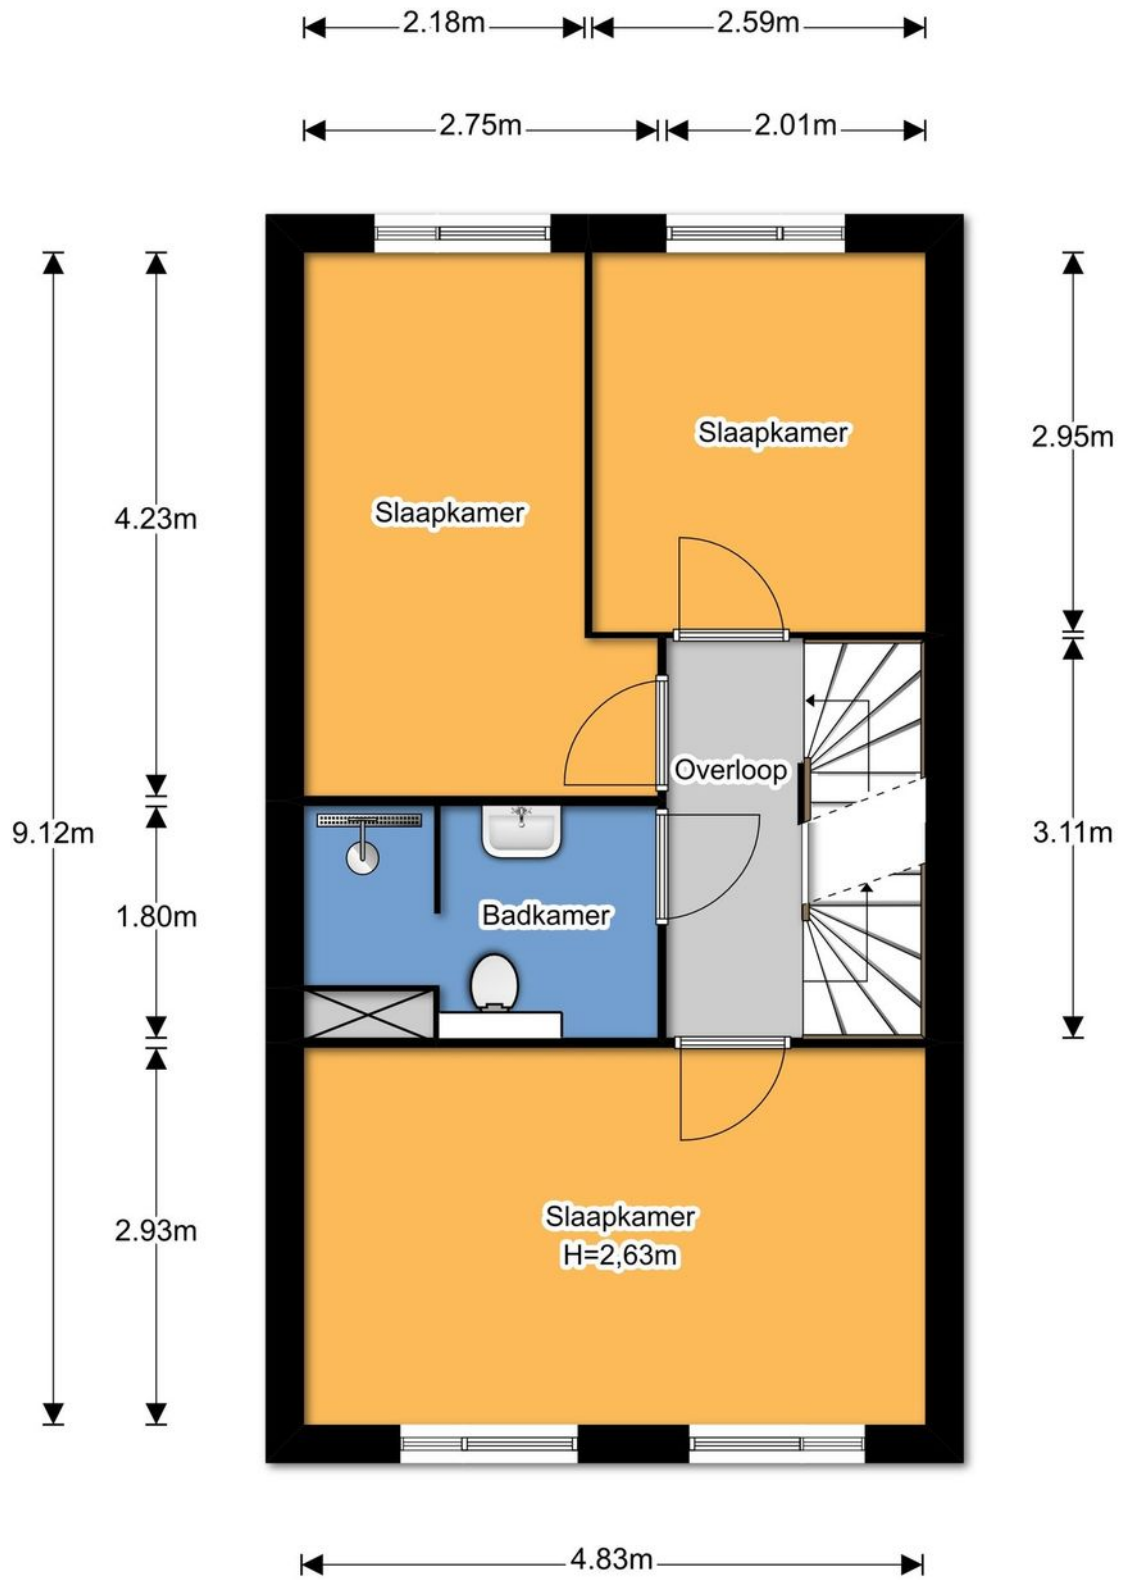 2.18m
2.59m
2.75m
2.01m
Slaapkamer
2.95m
Slaapkamer
4.23m
Overloop
9.12m
3.11m
Badkamer
1.80m
Slaapkamer
H=2,63m
2.93m
4.83m